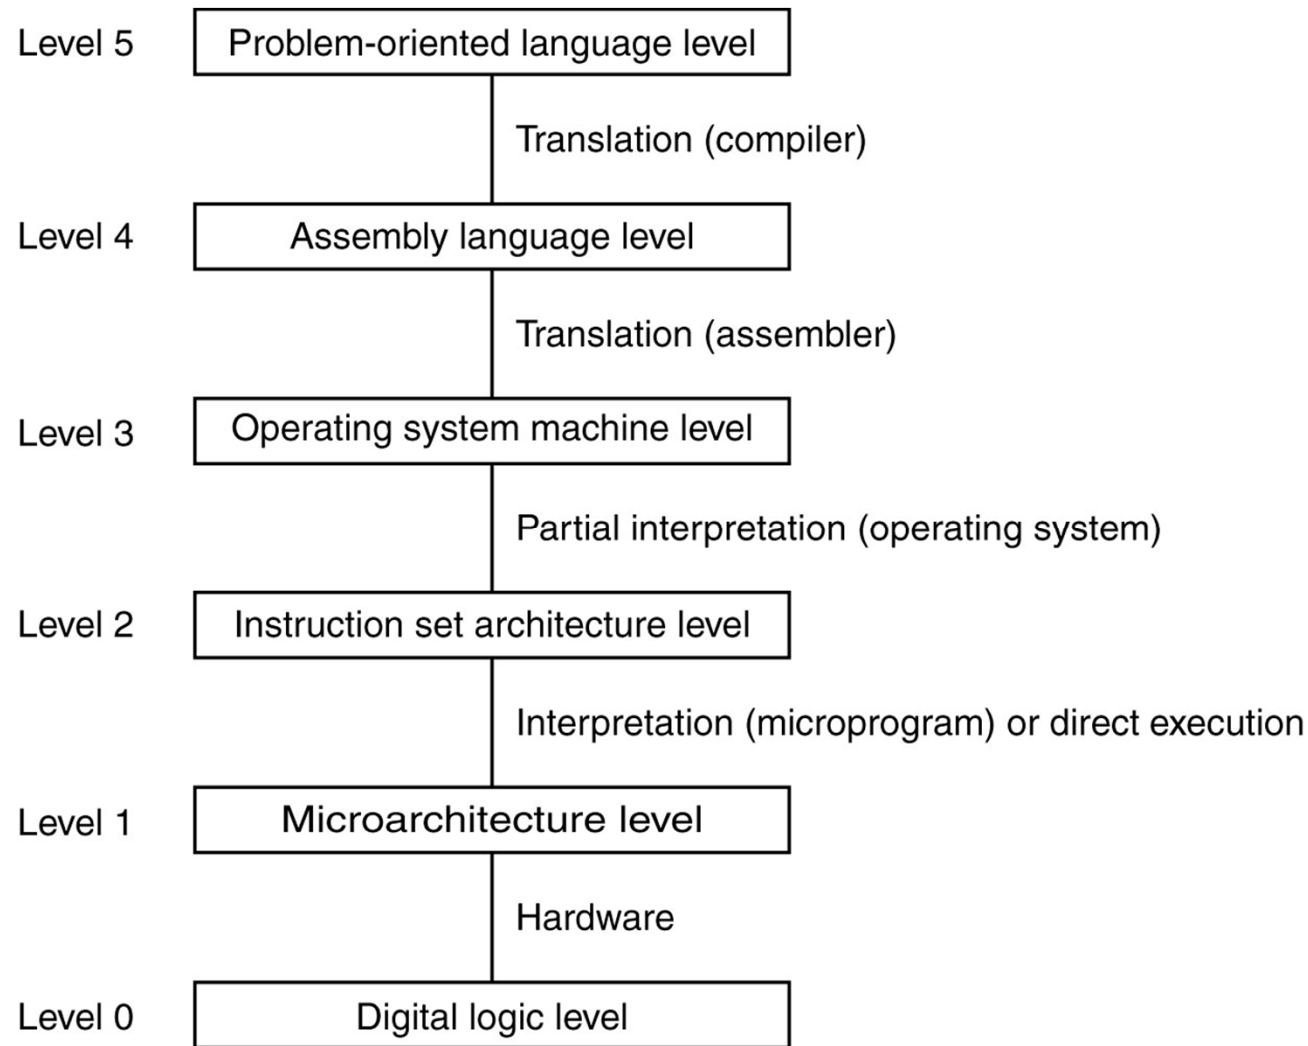 Level 5
Problem-oriented language level
Translation (compiler)
Level 4
Assembly language level
Translation (assembler)
Level 3
Operating system machine level
Partial interpretation (operating system)
Level 2
Instruction set architecture level
Interpretation (microprogram) or direct execution
Level 1
Microarchitecture level
Hardware
Level 0
Digital logic level